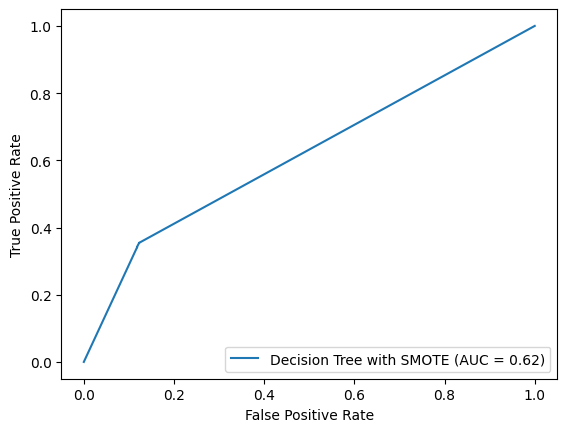 1.0
0.8
0.6
0.4
0.2
0.0
True Positive Rate
Decision Tree with SMOTE (AUC = 0.62)
0.0 0.2 0.4 0.6 0.8 1.0
False Positive Rate